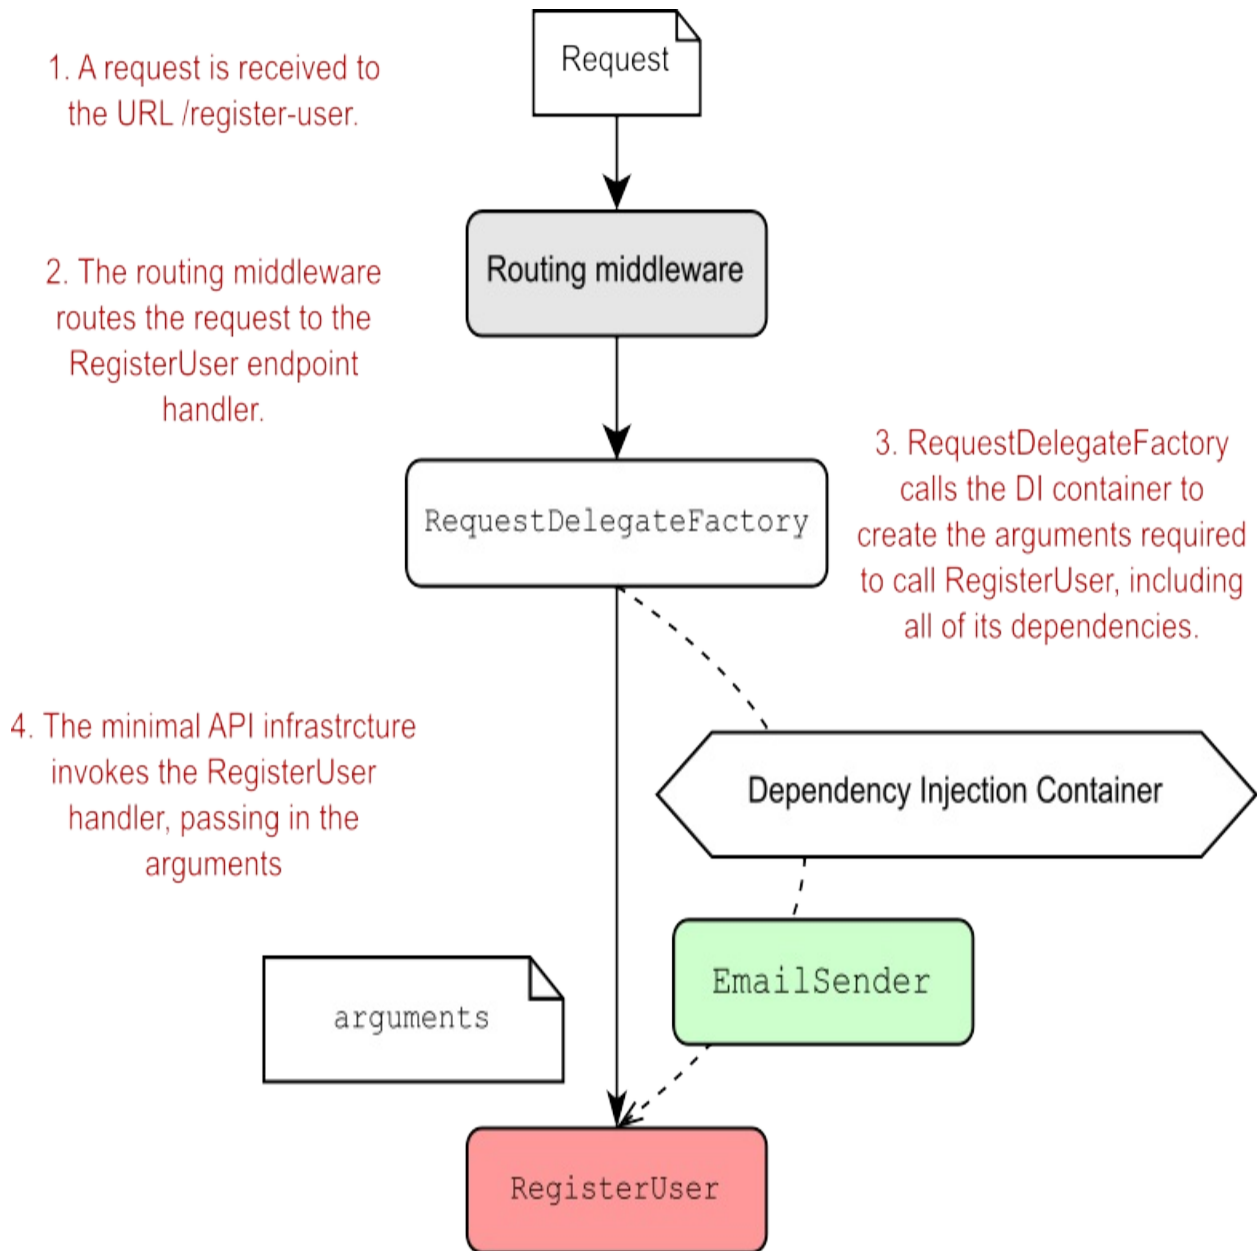 Request
1. A request is received to
the URL /register-user.
Routing middleware
2. The routing middleware
routes the request to the
RegisterUser endpoint
handler.
RequestDelegateFactory
3. RequestDelegateFactory
calls the DI container to
create the arguments required
to call RegisterUser, including
all of its dependencies.
4. The minimal API infrastrcture
invokes the RegisterUser
handler, passing in the
arguments
Dependency Injection Container
EmailSender
arguments
RegisterUser